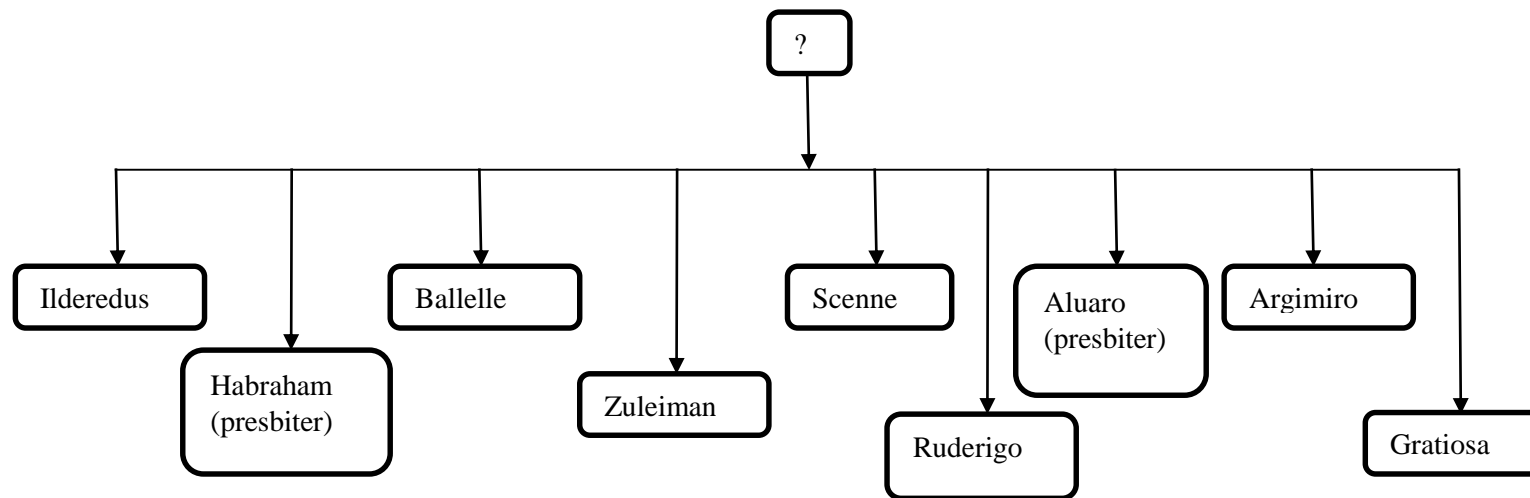 ?
Ilderedus
Habraham
(presbiter)
Ballelle
Zuleiman
Scenne
Ruderigo
Aluaro
(presbiter)
Argimiro
Gratiosa